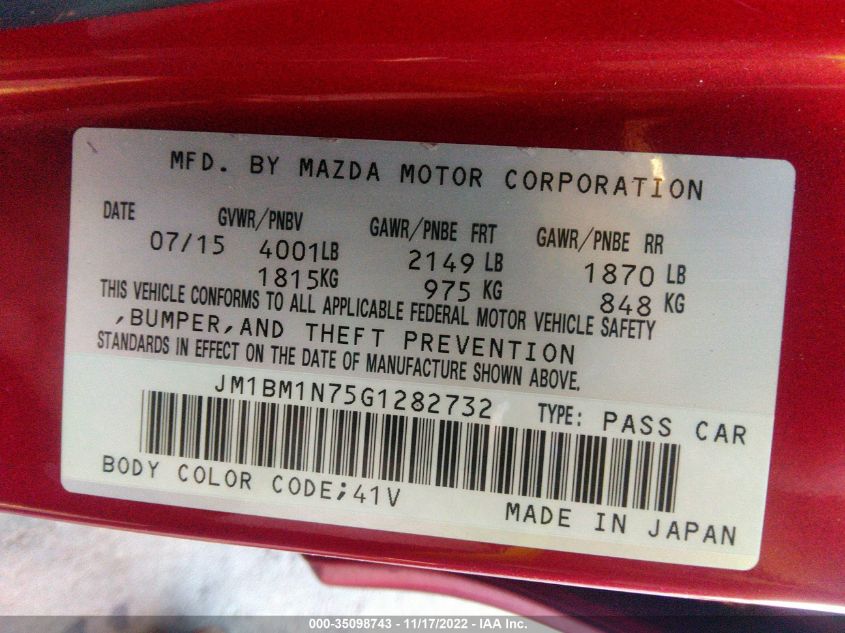 MFD. BY MAZDA MOTOR CORPORATION
DATE GVWR/PNBV GAWR/PNBE FRT GAWR/PNBE RR
07/15 4001LB 2149 LB 1870 LB
1815KG 975 KG 848 KG
THIS VEHICLE CONFORMS TO ALL APPLICABLE FEDERAL MOTOR VEHICLE SAFETY
,BUMPER,AND THEFT PREVENTION
STANDARDS IN EFFECT ON THE DATE OF MANUFACTURE SHOWN ABOVE.
JM1BM1N75G1282732 TYPE: PASS CAR
BODY COLOR CODE;41V
MADE IN JAPAN
000-35098743 - 11/17/2022 - IAA Inc.